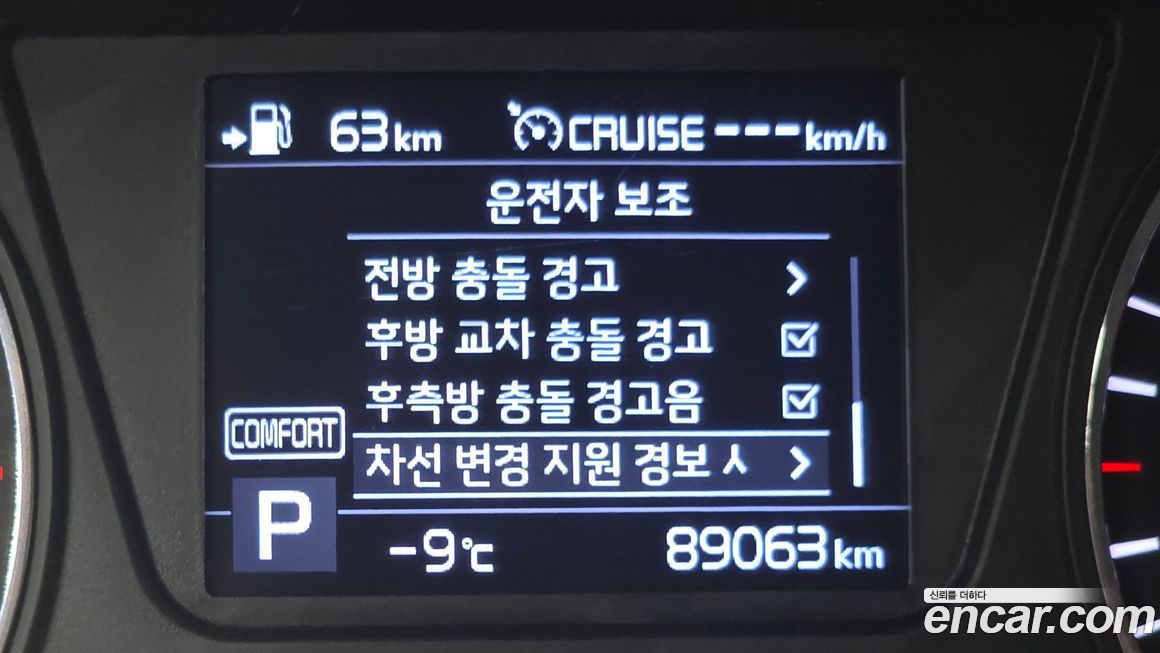 63km CRUISE ---km/h
운전자 보조
전방 충돌 경고
후방 교차 충돌 경고
후측방 충돌 경고음
차선 변경 지원 경보 ㅅ
COMFORT
P
-9℃ 89063km
신뢰를 더하다
encar.com